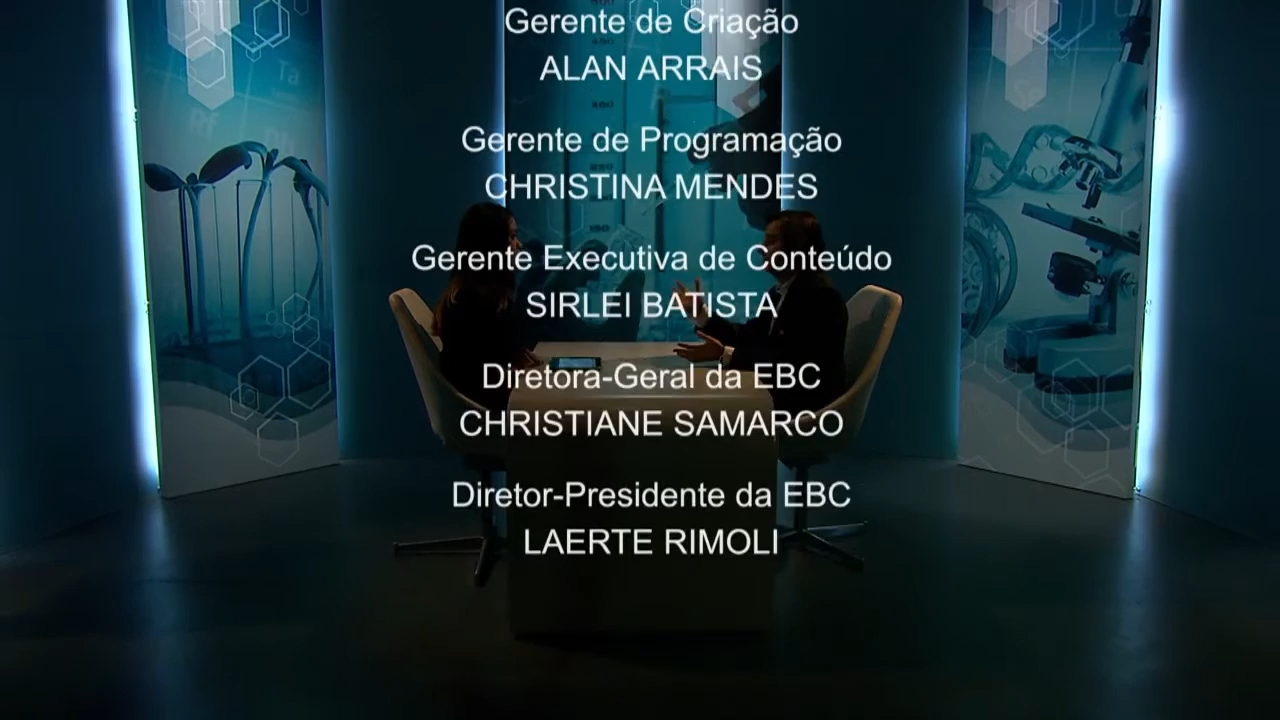 Gerente de Criação
ALAN ARRAIS
Gerente de Programação
CHRISTINA MENDES
Gerente Executiva de Conteúdo
SIRLEI BATISTA
Diretora-Geral da EBC
CHRISTIANE SAMARCO
Diretor-Presidente da EBC
LAERTE RIMOLI